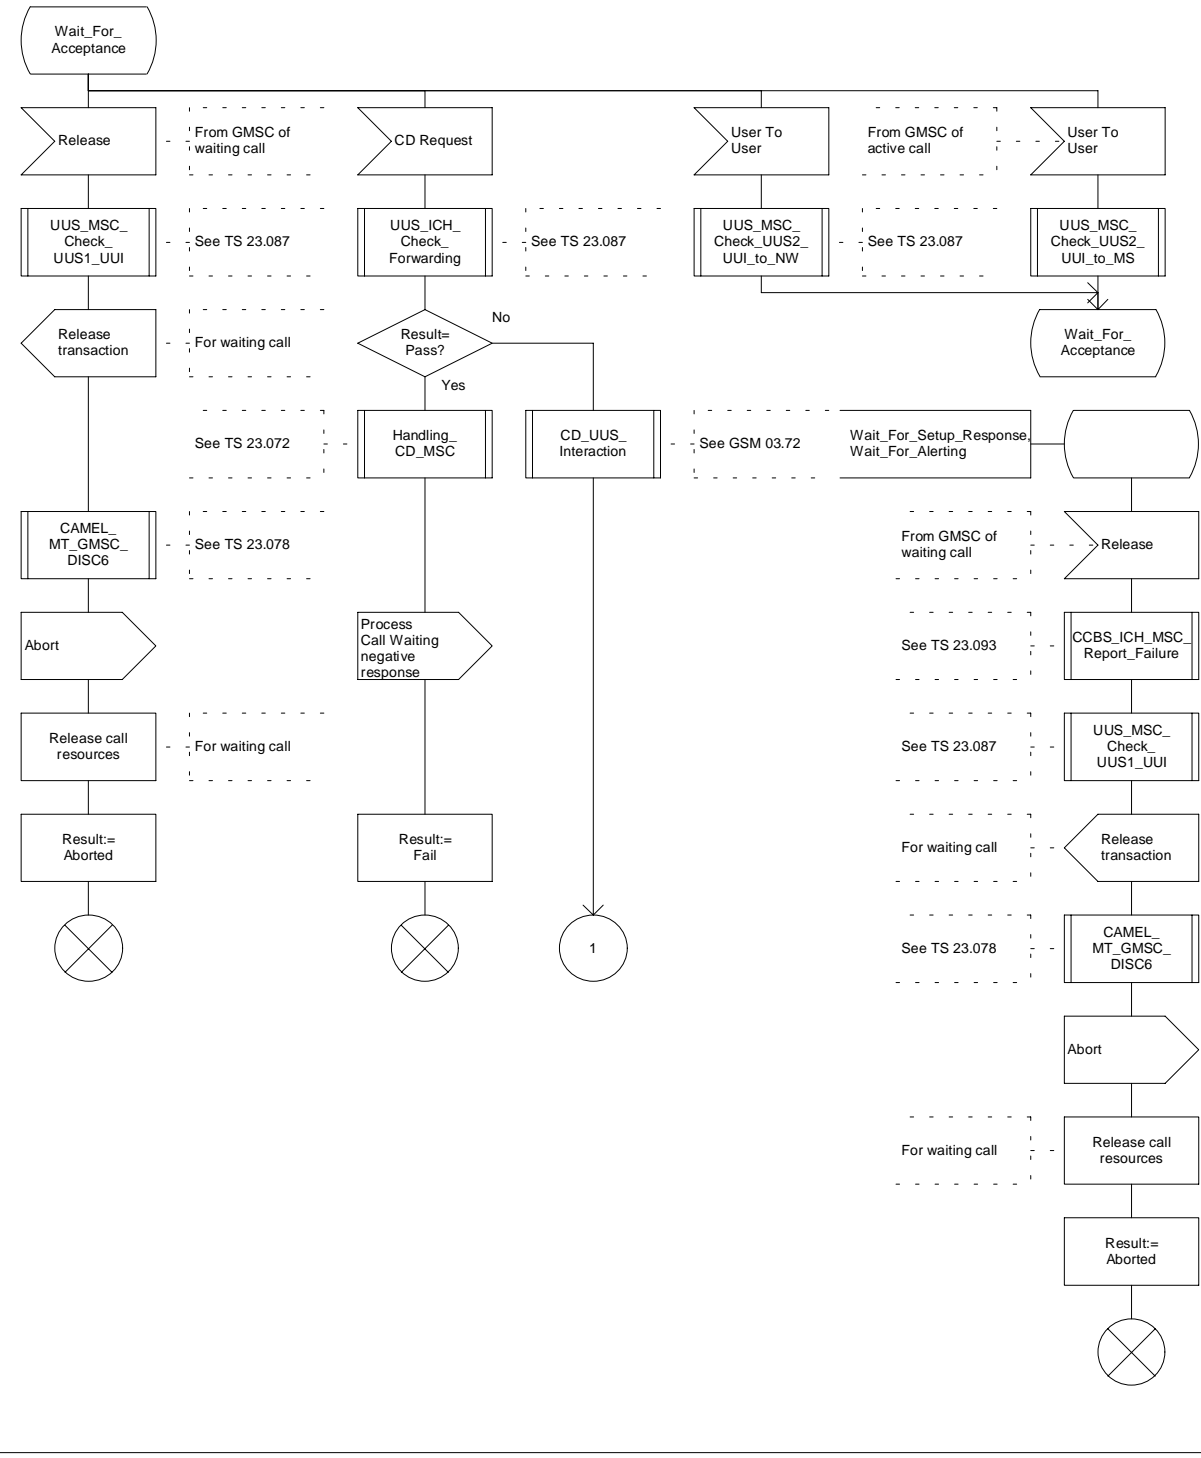 Wait_For_
Acceptance
Release
From GMSC of
waiting call
CD Request
User To
User
From GMSC of
active call
User To
User
UUS_MSC_
Check_
UUS1_UUI
See TS 23.087
UUS_ICH_
Check_
Forwarding
See TS 23.087
UUS_MSC_
Check_UUS2_
UUI_to_NW
See TS 23.087
UUS_MSC_
Check_UUS2_
UUI_to_MS
Release
transaction
For waiting call
Result=
Pass?
No
Yes
Wait_For_
Acceptance
See TS 23.072
Handling_
CD_MSC
CD_UUS_
Interaction
See GSM 03.72
Wait_For_Setup_Response,
Wait_For_Alerting
CAMEL_
MT_GMSC_
DISC6
See TS 23.078
From GMSC of
waiting call
Release
Abort
Process
Call Waiting
negative
response
See TS 23.093
CCBS_ICH_MSC_
Report_Failure
Release call
resources
For waiting call
See TS 23.087
UUS_MSC_
Check_
UUS1_UUI
Result:=
Aborted
Result:=
Fail
For waiting call
Release
transaction
1
See TS 23.078
CAMEL_
MT_GMSC_
DISC6
Abort
For waiting call
Release call
resources
Result:=
Aborted